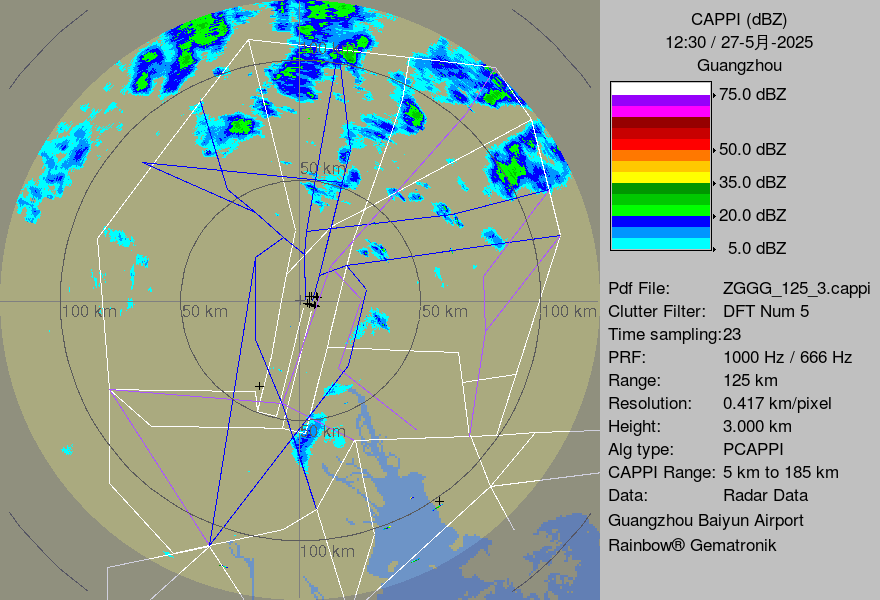 CAPPI (dBZ)
12:30 / 27-5月-2025
Guangzhou
75.0 dBZ
50.0 dBZ
35.0 dBZ
20.0 dBZ
5.0 dBZ
Pdf File: ZGGG_125_3.cappi
Clutter Filter: DFT Num 5
Time sampling:23
PRF: 1000 Hz / 666 Hz
Range: 125 km
Resolution: 0.417 km/pixel
Height: 3.000 km
Alg type: PCAPPI
CAPPI Range: 5 km to 185 km
Data: Radar Data
Guangzhou Baiyun Airport
Rainbow® Gematronik
50 km
100 km
50 km
50 km
100 km
50 km
100 km